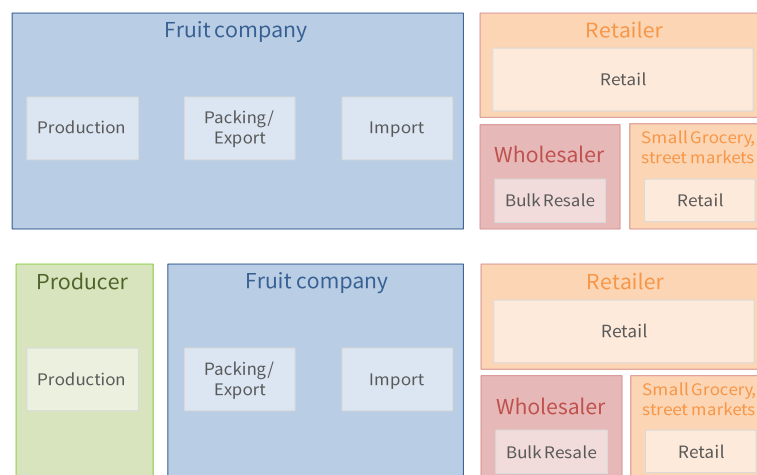 Fruit company
Retailer
Retail
Production
Packing/
Export
Import
Wholesaler
Small Grocery,
street markets
Bulk Resale
Retail
Producer
Fruit company
Retailer
Retail
Production
Packing/
Export
Import
Wholesaler
Small Grocery,
street markets
Bulk Resale
Retail